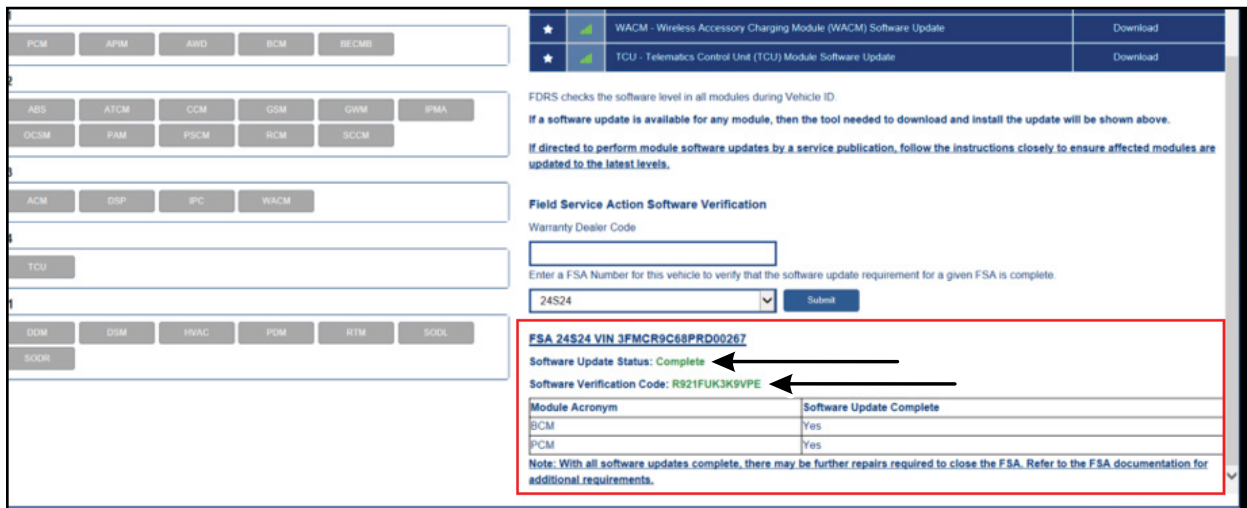 1
PCM APIM AWD BCM BECMB
2
ABS ATCM CCM GSM GWM IPMA
OCSM PAM PSCM RCM SCCM
3
ACM DSP IPC WACM
4
TCU
1
DDM DSM HVAC PDM RTM SODL
SODR
WACM - Wireless Accessory Charging Module (WACM) Software Update Download
TCU - Telematics Control Unit (TCU) Module Software Update Download
FDRS checks the software level in all modules during Vehicle ID.
If a software update is available for any module, then the tool needed to download and install the update will be shown above.
If directed to perform module software updates by a service publication, follow the instructions closely to ensure affected modules are
updated to the latest levels.
Field Service Action Software Verification
Warranty Dealer Code
Enter a FSA Number for this vehicle to verify that the software update requirement for a given FSA is complete.
24S24 Submit
FSA 24S24 VIN 3FMCR9C68PRD00267
Software Update Status: Complete
Software Verification Code: R921FUK3K9VPE
Module Acronym Software Update Complete
BCM Yes
PCM Yes
Note: With all software updates complete, there may be further repairs required to close the FSA. Refer to the FSA documentation for
additional requirements.